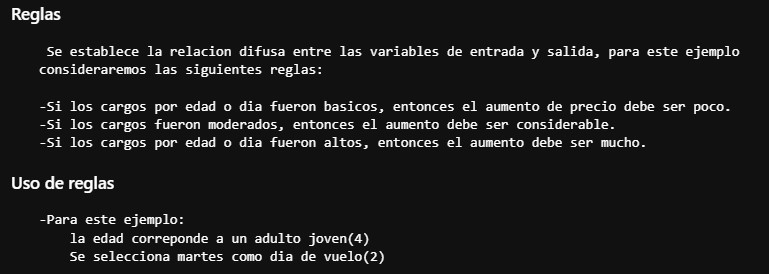 Reglas
Se establece la relacion difusa entre las variables de entrada y salida, para este ejemplo
consideraremos las siguientes reglas:
-Si los cargos por edad o dia fueron basicos, entonces el aumento de precio debe ser poco.
-Si los cargos fueron moderados, entonces el aumento debe ser considerable.
-Si los cargos por edad o dia fueron altos, entonces el aumento debe ser mucho.
Uso de reglas
-Para este ejemplo:
la edad correponde a un adulto joven(4)
Se selecciona martes como dia de vuelo(2)